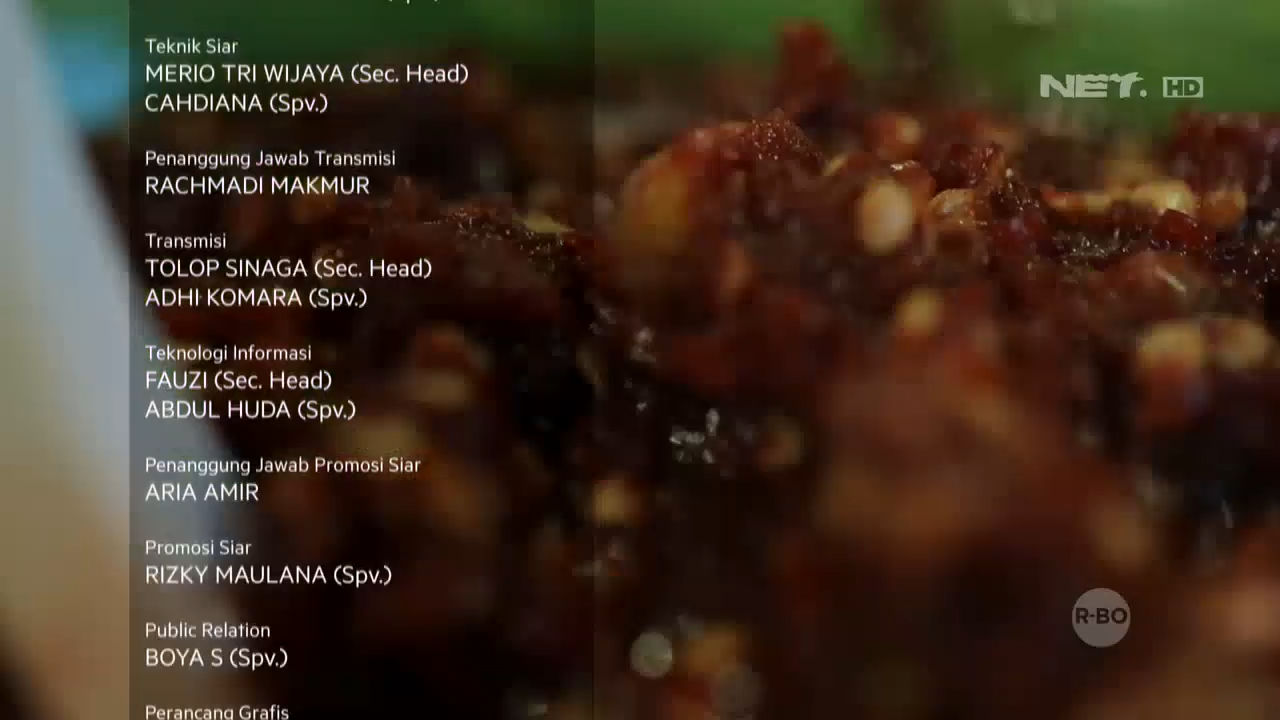 Teknik Siar
MERIO TRI WIJAYA (Sec. Head)
CAHDIANA (Spv.)
Penanggung Jawab Transmisi
RACHMADI MAKMUR
Transmisi
TOLOP SINAGA (Sec. Head)
ADHI KOMARA (Spv.)
Teknologi Informasi
FAUZI (Sec. Head)
ABDUL HUDA (Spv.)
Penanggung Jawab Promosi Siar
ARIA AMIR
Promosi Siar
RIZKY MAULANA (Spv.)
Public Relation
BOYA S (Spv.)
Perancang Grafis
NET. HD
R-BO